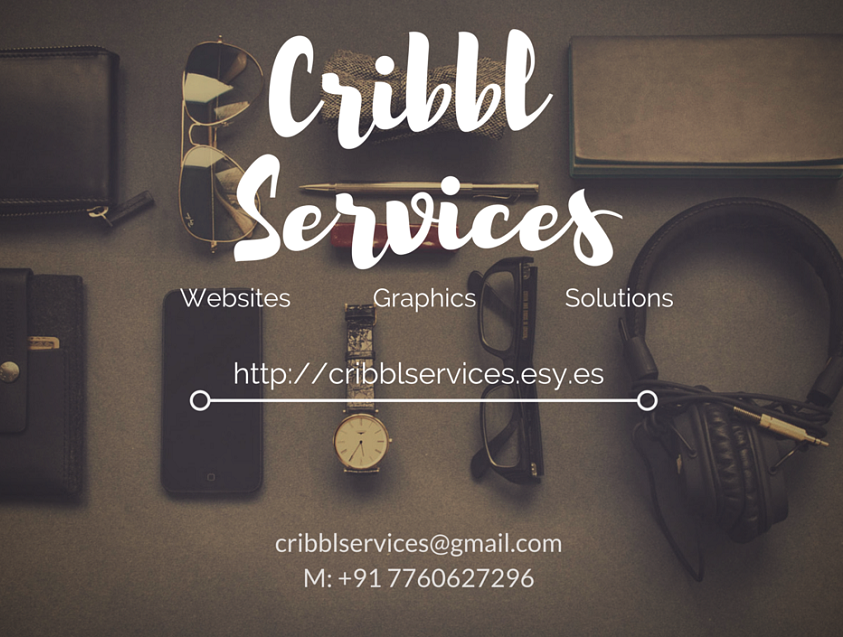 Cribbl
Services
Websites Graphics Solutions
http://cribblservices.esy.es
cribblservices@gmail.com
M: +91 7760627296